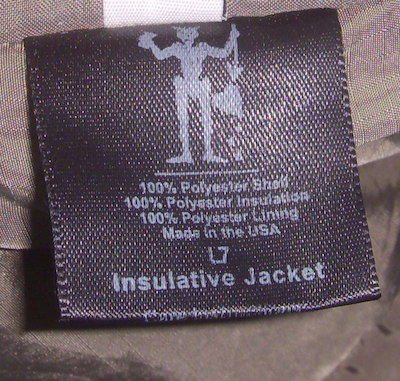 100% Polyester Shell
100% Polyester Insulation
100% Polyester Lining
Made in the USA
L7
Insulative Jacket